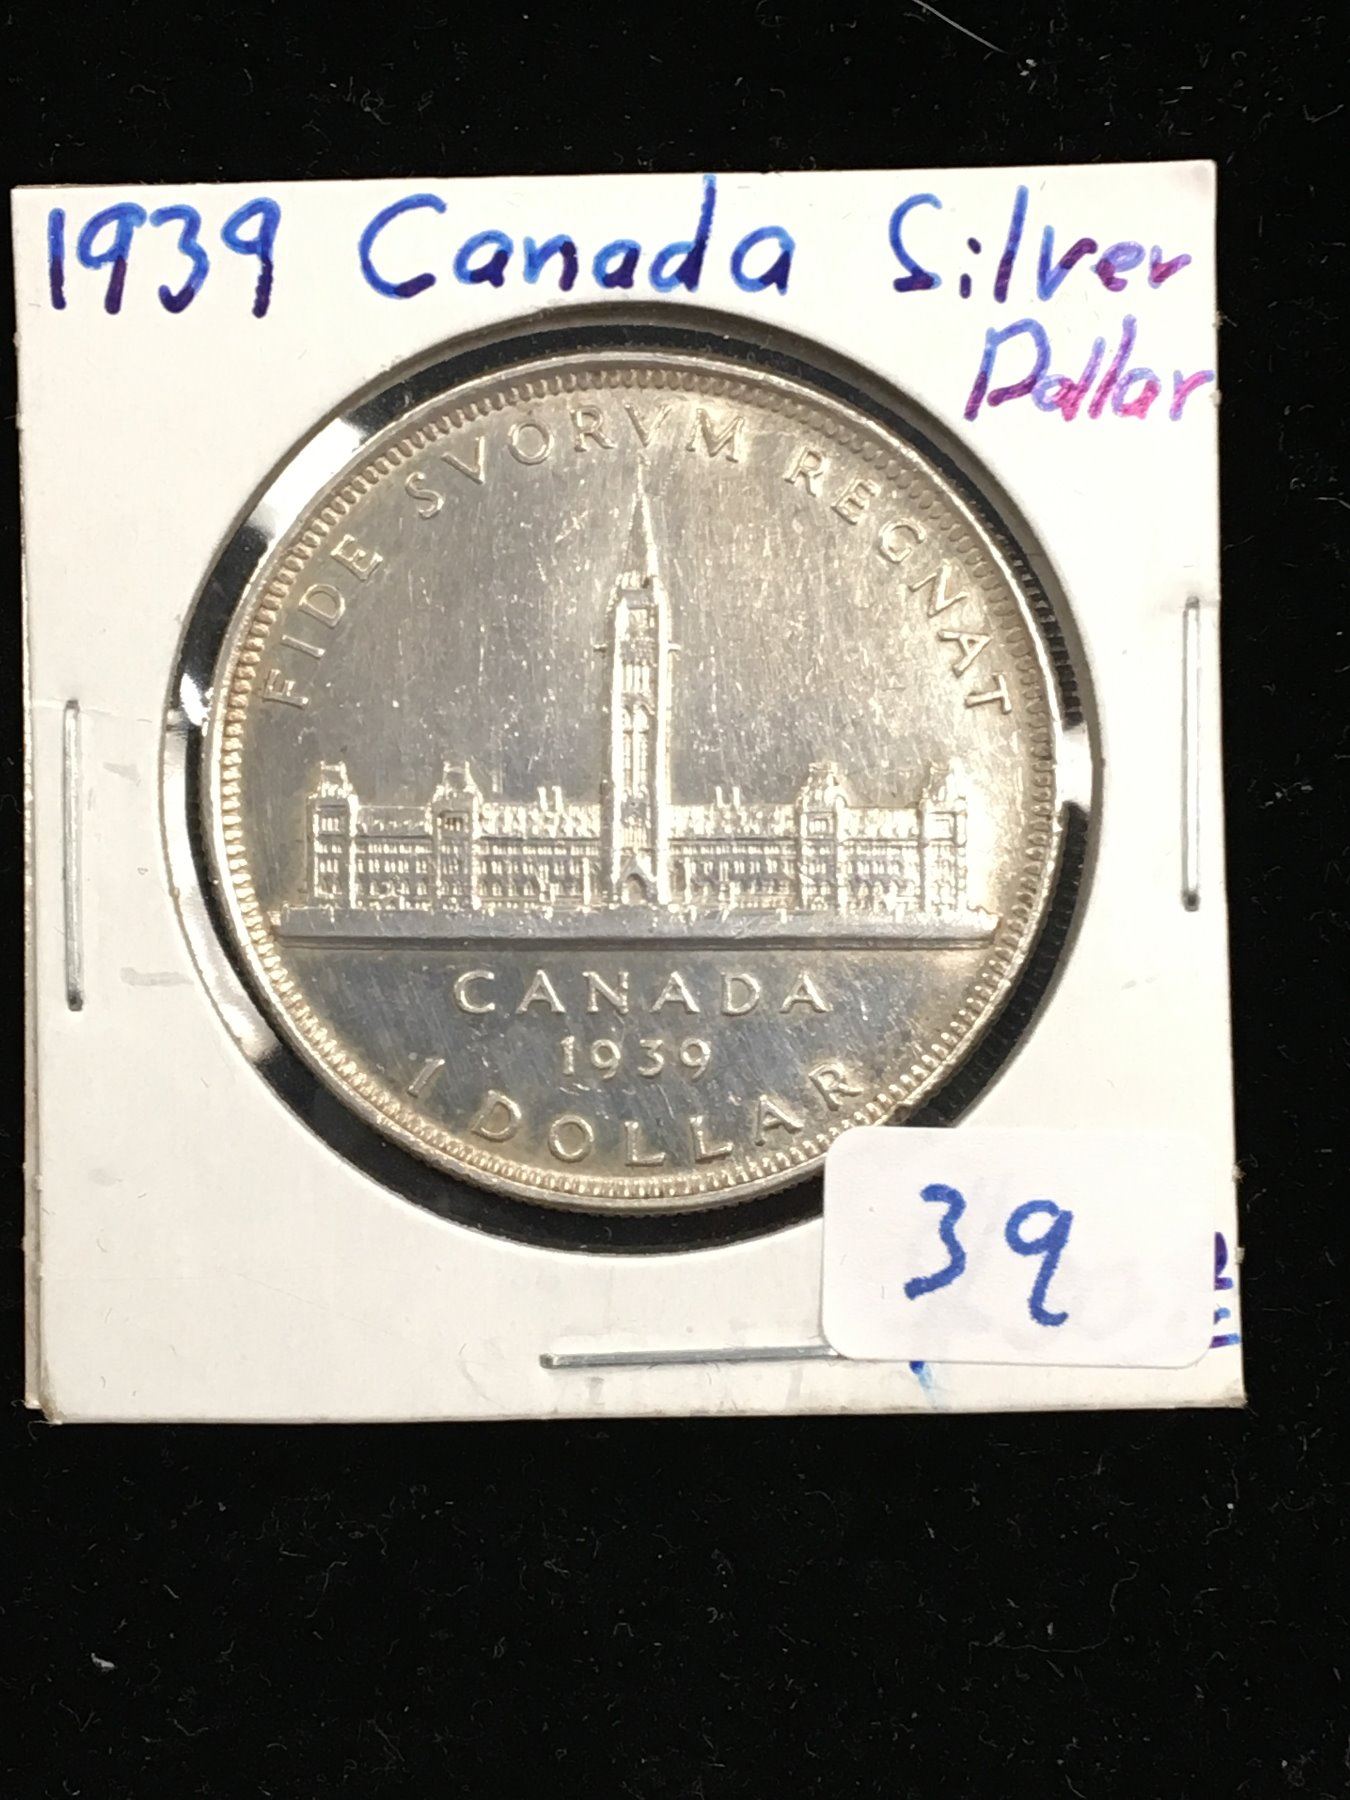 1939 Canada Silver
Dollar
FIDE SVORVM REGNAT
CANADA
1939
1 DOLLAR
39